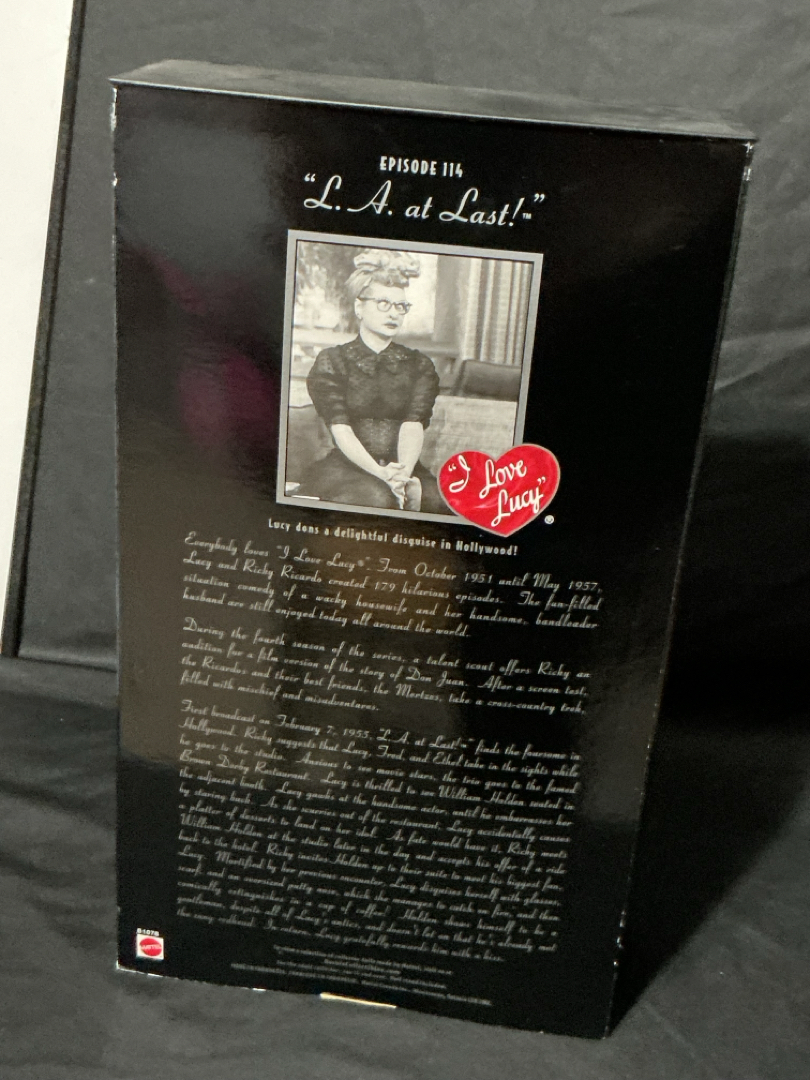 EPISODE 114
"L. A. at Last!"™
"I Love
Lucy"
®
Lucy dons a delightful disguise in Hollywood!
Everybody loves "I Love Lucy®". From October 1951 until May 1957,
Lucy and Ricky Ricardo created 179 hilarious episodes. The fun-filled
situation comedy of a wacky housewife and her handsome, bandleader
husband are still enjoyed today all around the world.
During the fourth season of the series, a talent scout offers Ricky an
audition for a film version of the story of Don Juan. After a screen test,
the Ricardos and their best friends, the Mertzes, take a cross-country trek,
filled with mischief and misadventures.
First broadcast on February 7, 1955, "L. A. at Last!™" finds the foursome in
Hollywood. Ricky suggests that Lucy, Fred, and Ethel take in the sights while
he goes to the studio. Anxious to see movie stars, the trio goes to the famed
Brown Derby Restaurant. Lucy is thrilled to see William Holden seated in
the adjacent booth. Lucy gawks at the handsome actor, until he embarrasses her
by staring back. As she scurries out of the restaurant, Lucy accidentally causes
a platter of desserts to land on her idol. As fate would have it, Ricky meets
William Holden at the studio later in the day and accepts his offer of a ride
back to the hotel. Ricky invites Holden up to their suite to meet his biggest fan,
Lucy. Mortified by her previous encounter, Lucy disguises herself with glasses,
scarf, and an oversized putty nose, which she manages to catch on fire, and then
comically extinguishes in a cup of coffee! Holden shows himself to be a
gentleman, despite all of Lucy's antics, and doesn't let on that he's already met
the zany redhead. In return, Lucy gratefully rewards him with a kiss.
B1078
MATTEL